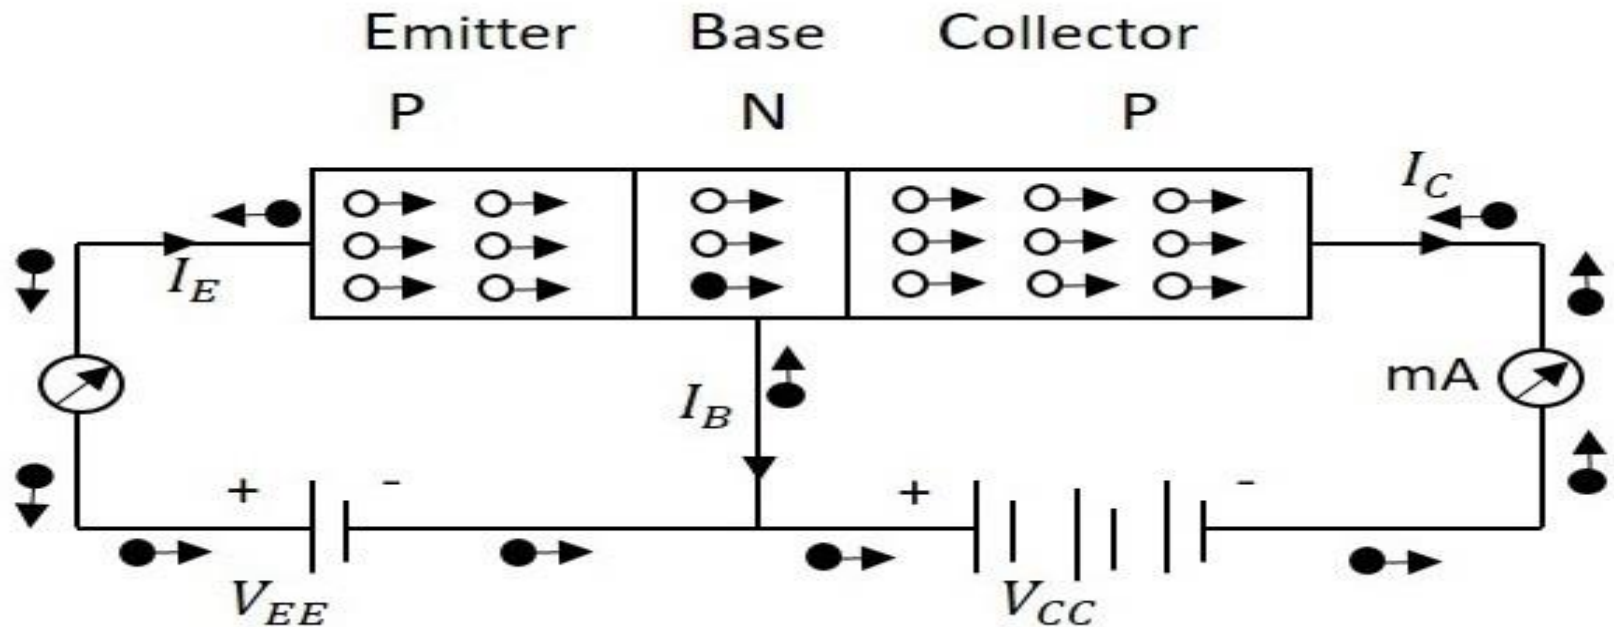 Emitter Base Collector
P N P
I_C
I_E
mA
I_B
+ - + -
V_EE V_CC